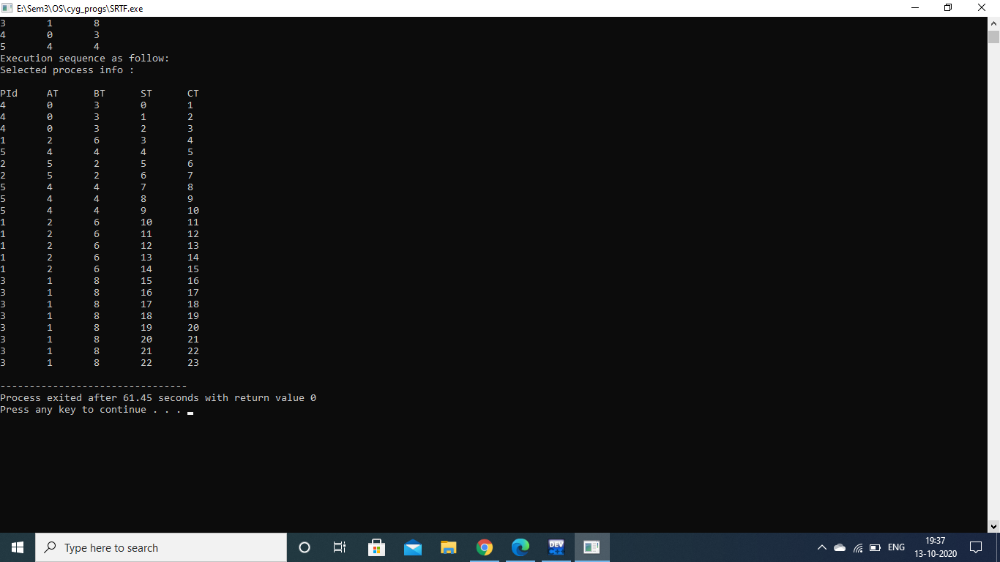 E:\Sem3\OS\cyg_progs\SRTF.exe
3 1 8
4 0 3
5 4 4
Execution sequence as follow:
Selected process info :
PId AT BT ST CT
4 0 3 0 1
4 0 3 1 2
4 0 3 2 3
1 2 6 3 4
5 4 4 4 5
2 5 2 5 6
2 5 2 6 7
5 4 4 7 8
5 4 4 8 9
5 4 4 9 10
1 2 6 10 11
1 2 6 11 12
1 2 6 12 13
1 2 6 13 14
1 2 6 14 15
3 1 8 15 16
3 1 8 16 17
3 1 8 17 18
3 1 8 18 19
3 1 8 19 20
3 1 8 20 21
3 1 8 21 22
3 1 8 22 23
--------------------------------
Process exited after 61.45 seconds with return value 0
Press any key to continue . . .
Type here to search
DEV
ENG
19:37
13-10-2020